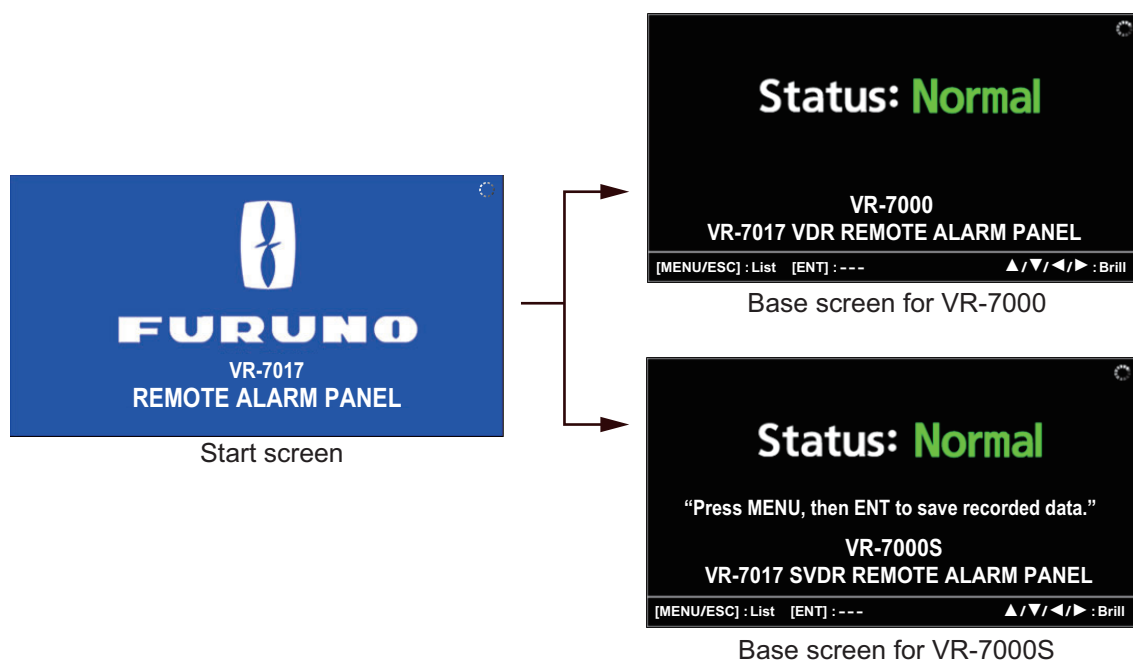 FURUNO
VR-7017
REMOTE ALARM PANEL
Start screen
Status: Normal
VR-7000
VR-7017 VDR REMOTE ALARM PANEL
[MENU/ESC] : List [ENT] : --- ▲/▼/◀/▶ : Brill
Base screen for VR-7000
Status: Normal
“Press MENU, then ENT to save recorded data.”
VR-7000S
VR-7017 SVDR REMOTE ALARM PANEL
[MENU/ESC] : List [ENT] : --- ▲/▼/◀/▶ : Brill
Base screen for VR-7000S